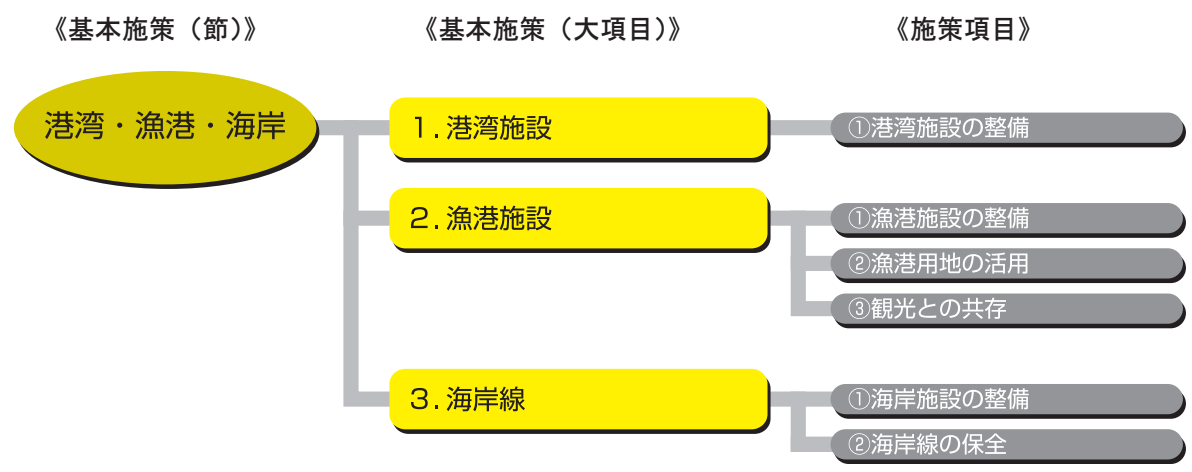 《基本施策（節）》
《基本施策（大項目）》
《施策項目》
港湾・漁港・海岸
1.港湾施設
①港湾施設の整備
2.漁港施設
①漁港施設の整備
②漁港用地の活用
③観光との共存
3.海岸線
①海岸施設の整備
②海岸線の保全